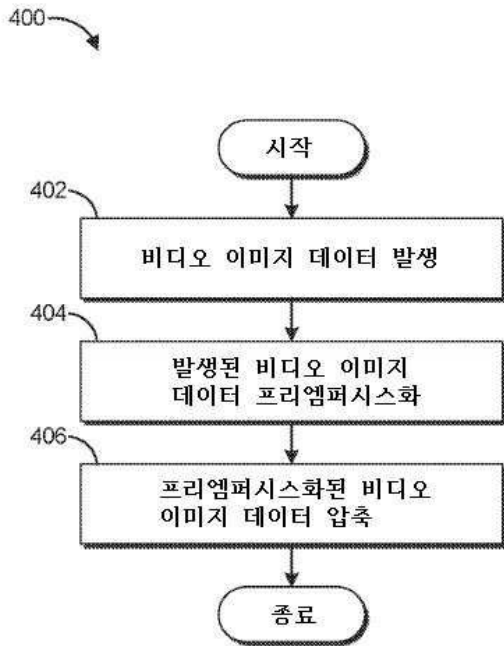 400
시작
402
비디오 이미지 데이터 발생
404
발생된 비디오 이미지
데이터 프리엠퍼시스화
406
프리엠퍼시스화된 비디오
이미지 데이터 압축
종료